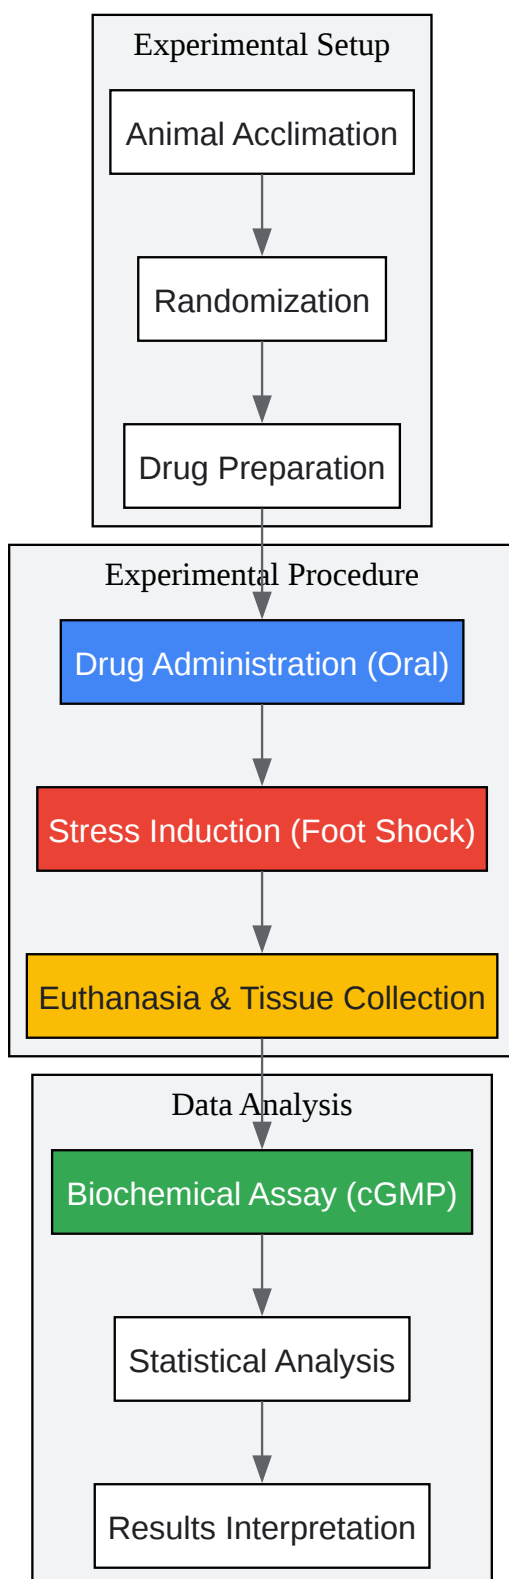 Experimental Setup
Animal Acclimation
Randomization
Drug Preparation
Experimental Procedure
Drug Administration (Oral)
Stress Induction (Foot Shock)
Euthanasia & Tissue Collection
Data Analysis
Biochemical Assay (cGMP)
Statistical Analysis
Results Interpretation